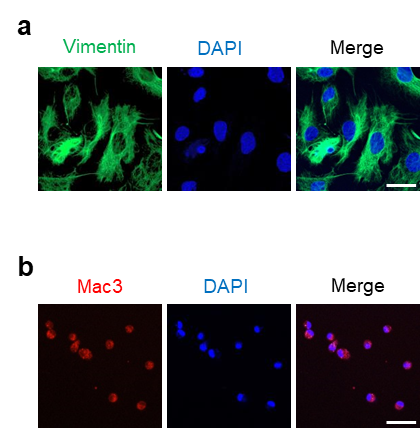 a
Vimentin DAPI Merge
b
Mac3 DAPI Merge